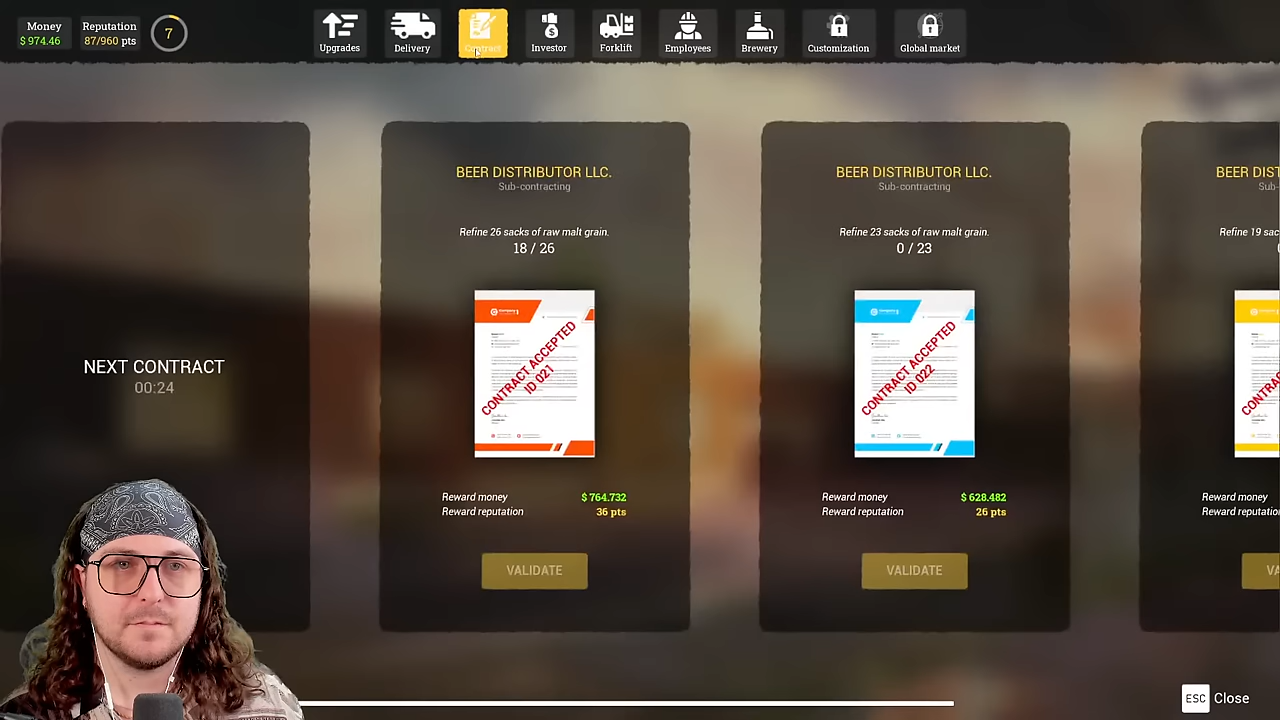 Money
$ 974.46
Reputation
87/960 pts
7
Upgrades
Delivery
Contract
Investor
Forklift
Employees
Brewery
Customization
Global market
NEXT CONTRACT
00:24
BEER DISTRIBUTOR LLC.
Sub-contracting
Refine 26 sacks of raw malt grain.
18 / 26
CONTRACT ACCEPTED
ID 021
Reward money
$ 764.732
Reward reputation
36 pts
VALIDATE
BEER DISTRIBUTOR LLC.
Sub-contracting
Refine 23 sacks of raw malt grain.
0 / 23
CONTRACT ACCEPTED
ID 022
Reward money
$ 628.482
Reward reputation
26 pts
VALIDATE
BEER DIST
Sub-
Refine 19 sac
CONTRA
Reward money
Reward reputation
VA
ESC Close